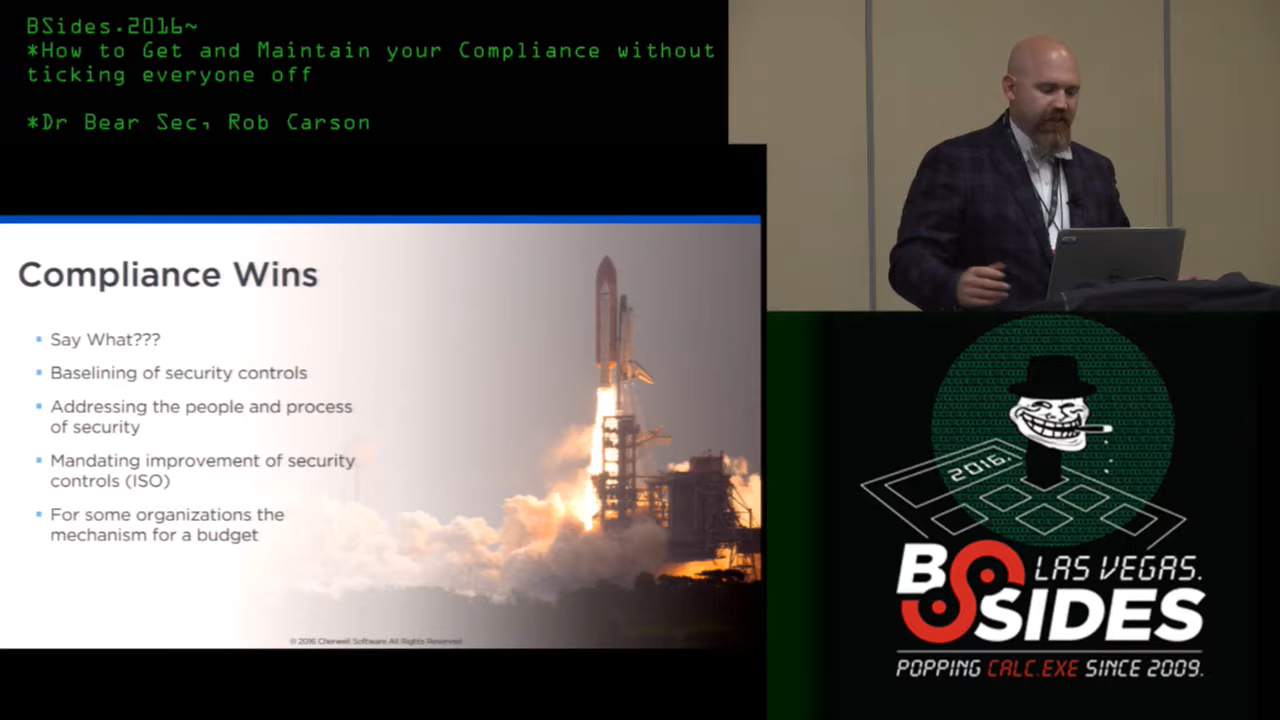 BSides.2016~
*How to Get and Maintain your Compliance without
ticking everyone off
*Dr Bear Sec, Rob Carson
Compliance Wins
Say What???
Baselining of security controls
Addressing the people and process
of security
Mandating improvement of security
controls (ISO)
For some organizations the
mechanism for a budget
© 2016 Cherwell Software All Rights Reserved
2016.
BSIDES
LAS VEGAS.
POPPING CALC.EXE SINCE 2009.